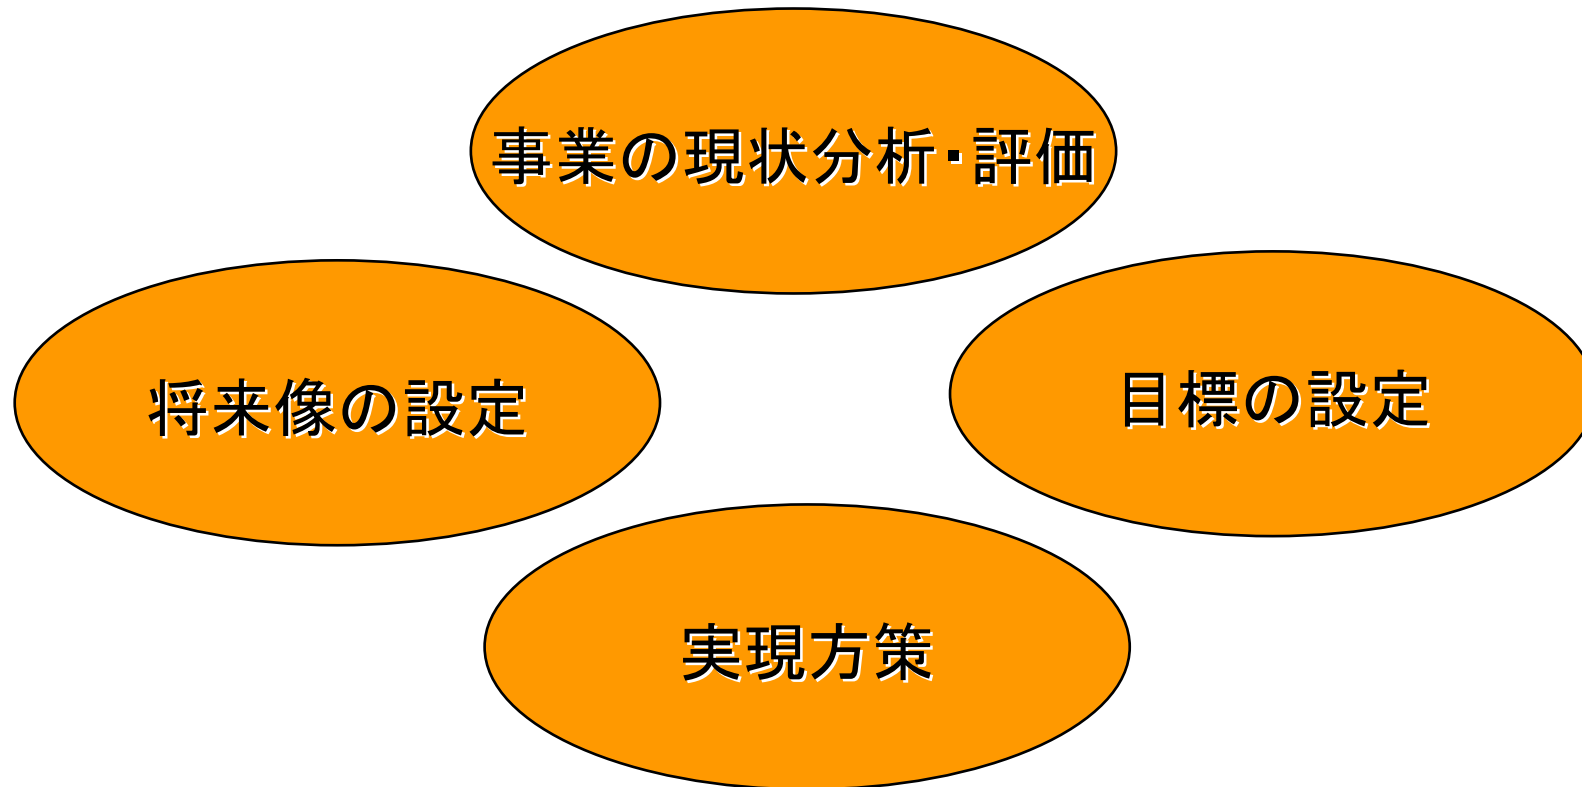 事業の現状分析・評価
将来像の設定
目標の設定
実現方策